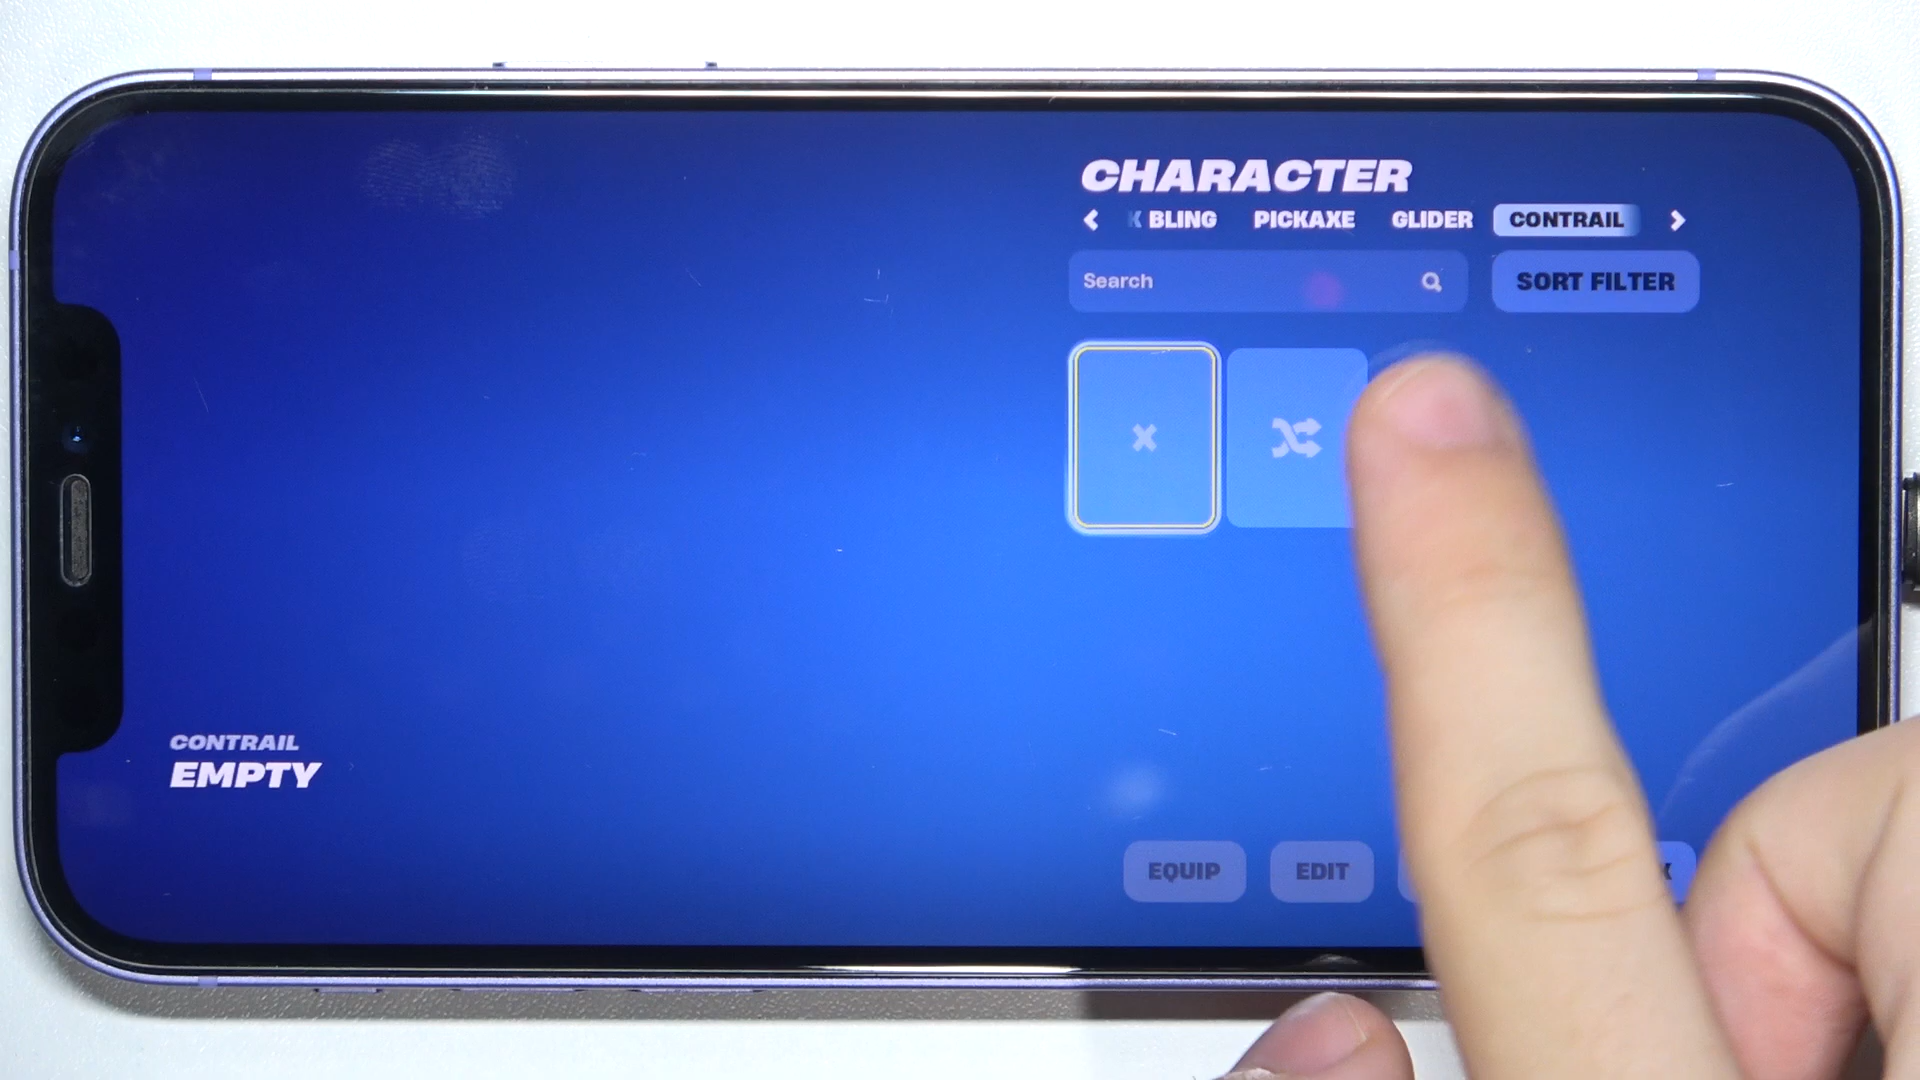 CHARACTER
K BLING PICKAXE GLIDER CONTRAIL
Search
SORT FILTER
CONTRAIL
EMPTY
EQUIP EDIT